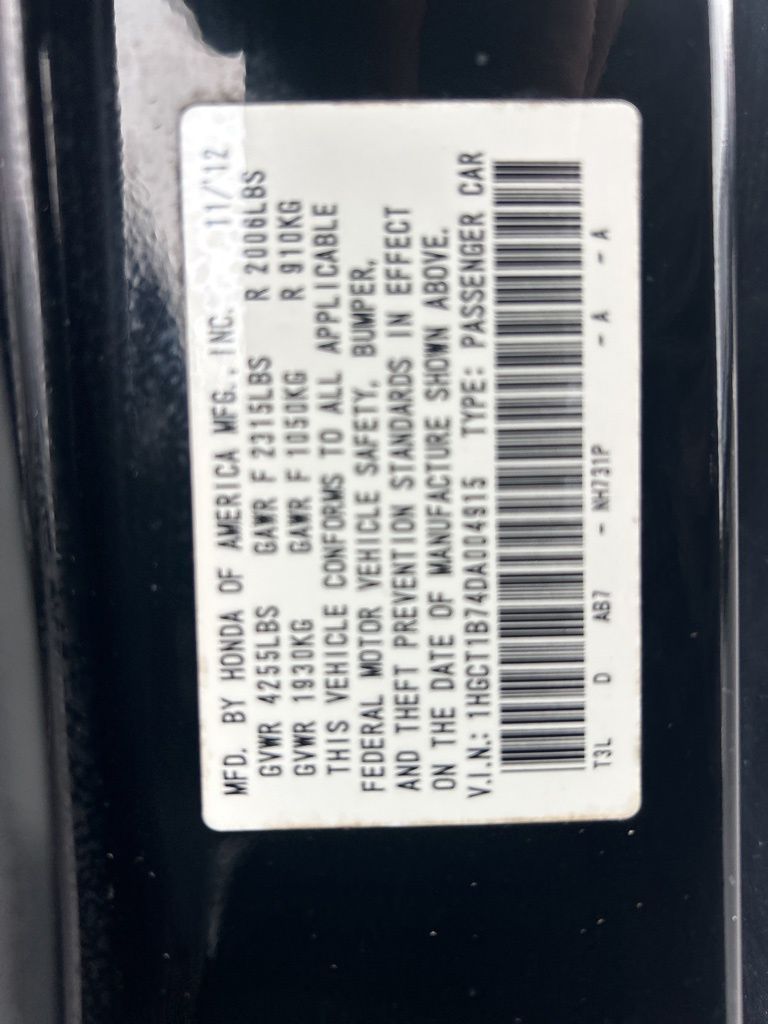 MFD. BY HONDA OF AMERICA MFG., INC. 11/'12
GVWR 4255LBS GAWR F 2315LBS R 2006LBS
GVWR 1930KG GAWR F 1050KG R 910KG
THIS VEHICLE CONFORMS TO ALL APPLICABLE
FEDERAL MOTOR VEHICLE SAFETY, BUMPER,
AND THEFT PREVENTION STANDARDS IN EFFECT
ON THE DATE OF MANUFACTURE SHOWN ABOVE.
V.I.N.: 1HGCT1B74DA004915 TYPE: PASSENGER CAR
T3L D AB7 - NH731P - A - A